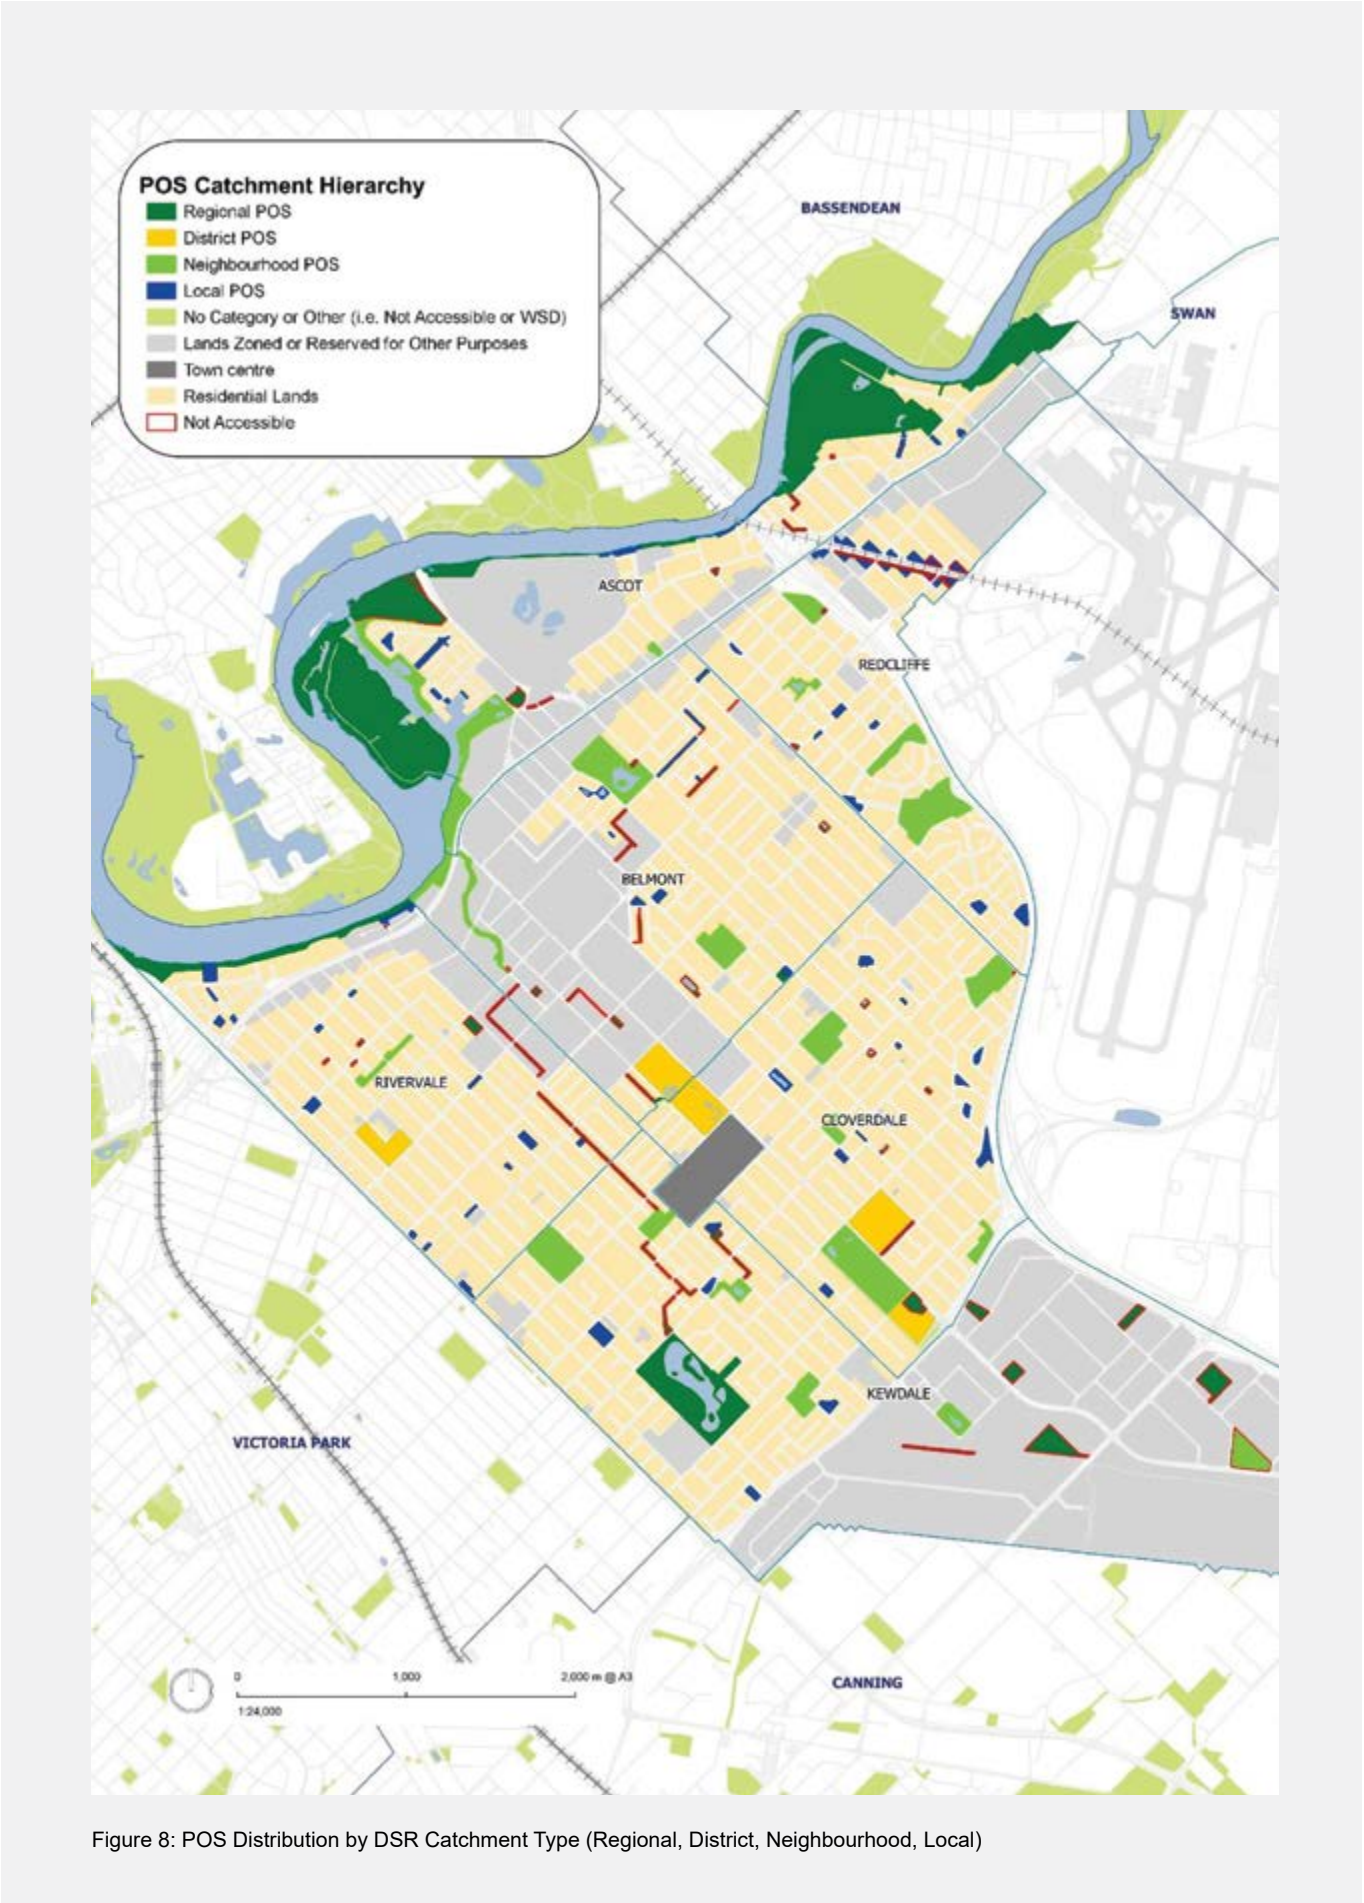 POS Catchment Hierarchy
Regional POS
District POS
Neighbourhood POS
Local POS
No Category or Other (i.e. Not Accessible or WSD)
Lands Zoned or Reserved for Other Purposes
Town centre
Residential Lands
Not Accessible
BASSENDEAN
SWAN
ASCOT
REDCLIFFE
BELMONT
RIVERVALE
CLOVERDALE
KEWDALE
VICTORIA PARK
CANNING
0 1,000 2,000 m @ A3
1:24,000
Figure 8: POS Distribution by DSR Catchment Type (Regional, District, Neighbourhood, Local)